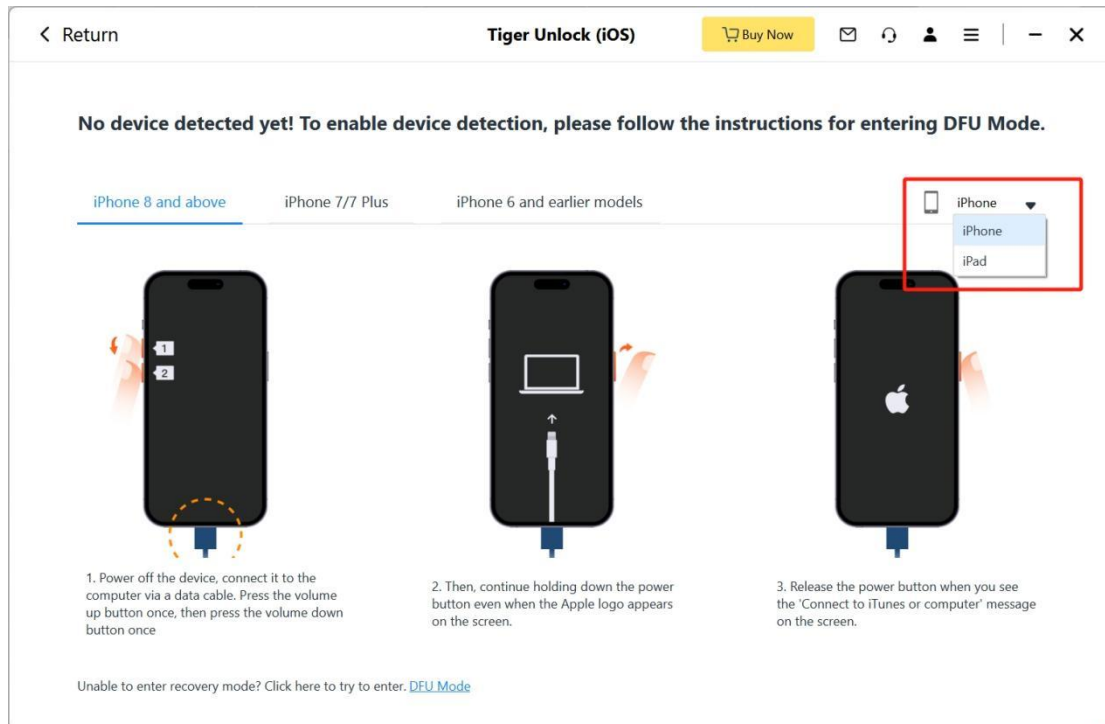 Return
Tiger Unlock (iOS)
Buy Now
No device detected yet! To enable device detection, please follow the instructions for entering DFU Mode.
iPhone 8 and above
iPhone 7/7 Plus
iPhone 6 and earlier models
iPhone
iPhone
iPad
1
2
1. Power off the device, connect it to the
computer via a data cable. Press the volume
up button once, then press the volume down
button once
2. Then, continue holding down the power
button even when the Apple logo appears
on the screen.
3. Release the power button when you see
the 'Connect to iTunes or computer' message
on the screen.
Unable to enter recovery mode? Click here to try to enter. DFU Mode